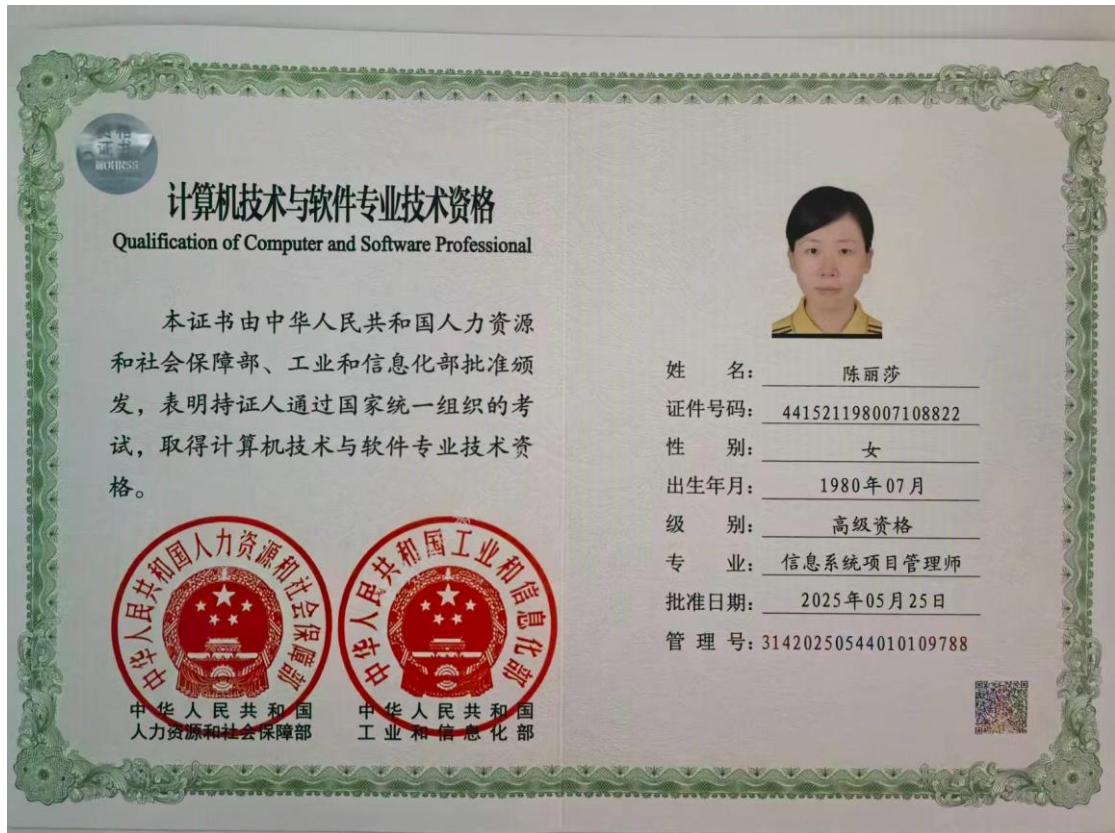 资格
证书
MOHRSS
计算机技术与软件专业技术资格
Qualification of Computer and Software Professional
本证书由中华人民共和国人力资源
和社会保障部、工业和信息化部批准颁
发，表明持证人通过国家统一组织的考
试，取得计算机技术与软件专业技术资
格。
中华人民共和国人力资源和社会保障部
中华人民共和国工业和信息化部
中华人民共和国
人力资源和社会保障部
中华人民共和国
工业和信息化部
姓名：陈丽莎
证件号码：441521198007108822
性别：女
出生年月：1980年07月
级别：高级资格
专业：信息系统项目管理师
批准日期：2025年05月25日
管理号：31420250544010109788